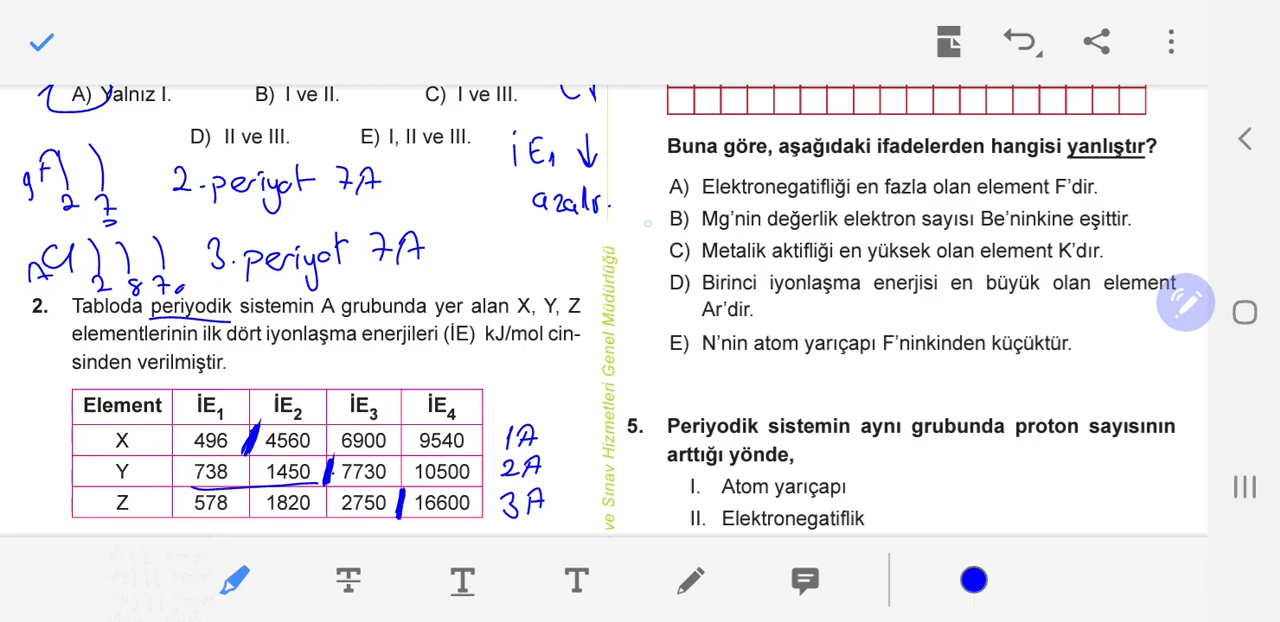 A) Yalnız I. B) I ve II. C) I ve III.
D) II ve III. E) I, II ve III.
9F 2 7 2. periyot 7A
iE1 ↓
azalır.
Cl 2 8 7 3. periyot 7A
2. Tabloda periyodik sistemin A grubunda yer alan X, Y, Z
elementlerinin ilk dört iyonlaşma enerjileri (İE) kJ/mol cin-
sinden verilmiştir.
Element İE1 İE2 İE3 İE4
X 496 4560 6900 9540 1A
Y 738 1450 7730 10500 2A
Z 578 1820 2750 16600 3A
ve Sınav Hizmetleri Genel Müdürlüğü
Buna göre, aşağıdaki ifadelerden hangisi yanlıştır?
A) Elektronegatifliği en fazla olan element F'dir.
B) Mg'nin değerlik elektron sayısı Be'ninkine eşittir.
C) Metalik aktifliği en yüksek olan element K'dır.
D) Birinci iyonlaşma enerjisi en büyük olan element
Ar'dir.
E) N'nin atom yarıçapı F'ninkinden küçüktür.
5. Periyodik sistemin aynı grubunda proton sayısının
arttığı yönde,
I. Atom yarıçapı
II. Elektronegatiflik
T T T